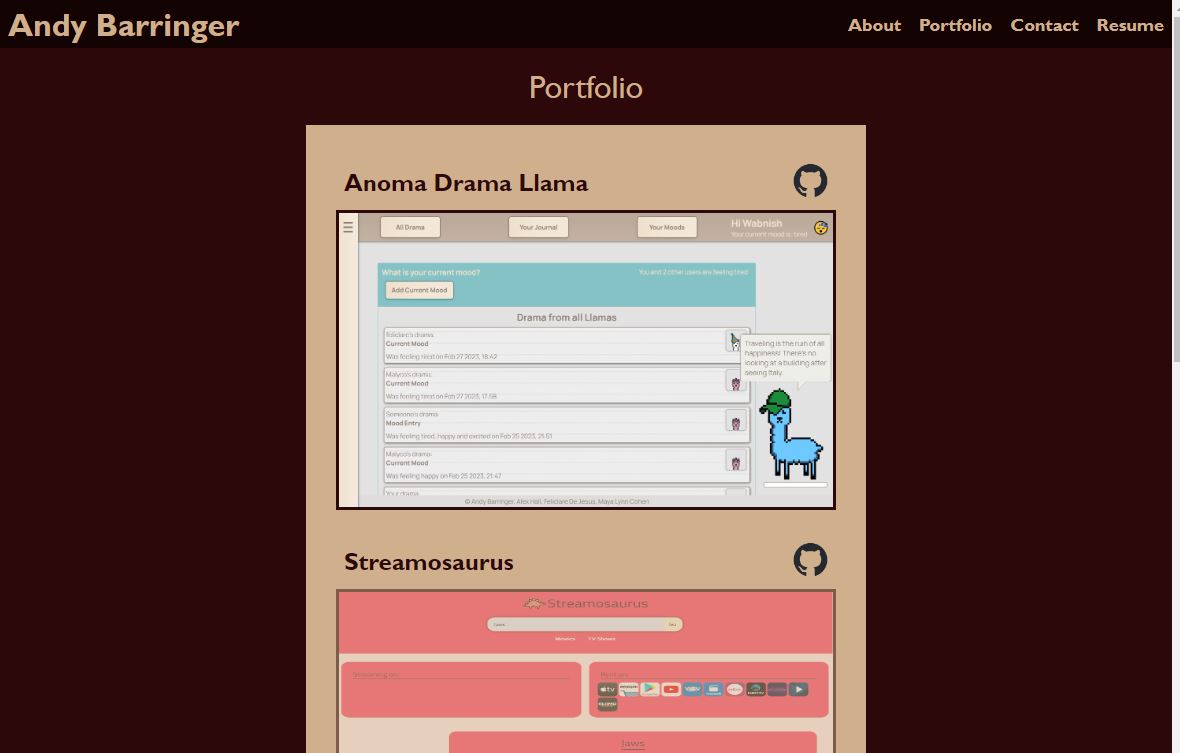 Andy Barringer
About Portfolio Contact Resume
Portfolio
Anoma Drama Llama
All Drama Your Journal Your Moods Hi Wabnish
Your current mood is: tired
What is your current mood? You and 2 other users are feeling tired
Add Current Mood
Drama from all Llamas
feliclare's drama:
Current Mood
Was feeling tired on Feb 27 2023, 18:42
Malyco's drama:
Current Mood
Was feeling tired on Feb 27 2023, 17:58
Someone's drama:
Mood Entry
Was feeling tired, happy and excited on Feb 25 2023, 21:51
Malyco's drama:
Current Mood
Was feeling happy on Feb 25 2023, 21:47
Your drama
Traveling is the ruin of all
happiness! There's no
looking at a building after
seeing Italy.
© Andy Barringer, Alex Hall, Feliclare De Jesus, Maya Lynn Cohen
Streamosaurus
Streamosaurus
Jaws
Movies TV Shows
Streaming on:
Rent on:
tv
Jaws